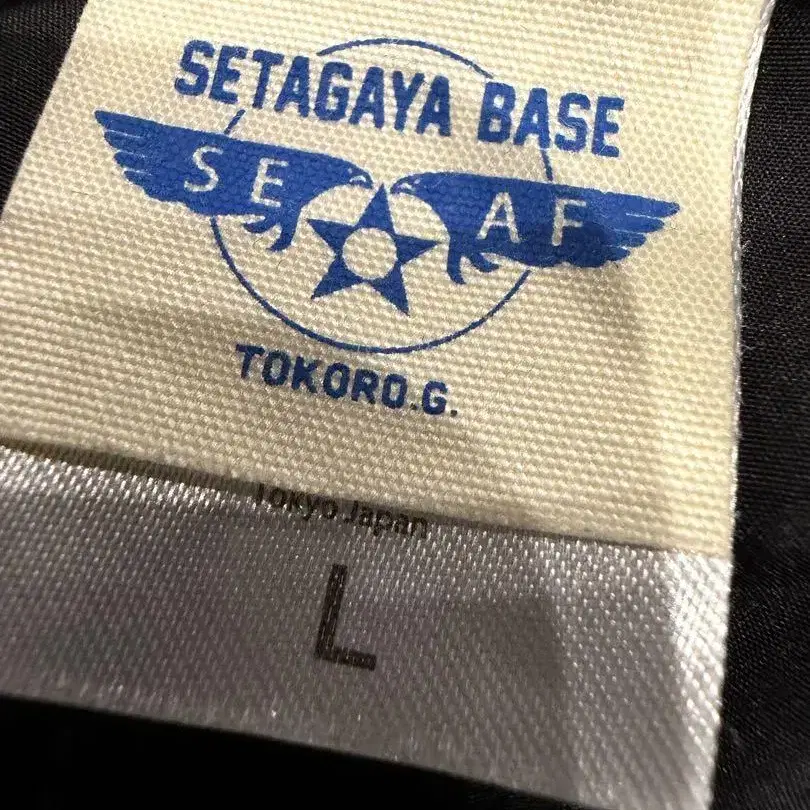 SETAGAYA BASE
SE AF
TOKORO.G.
Tokyo Japan
L